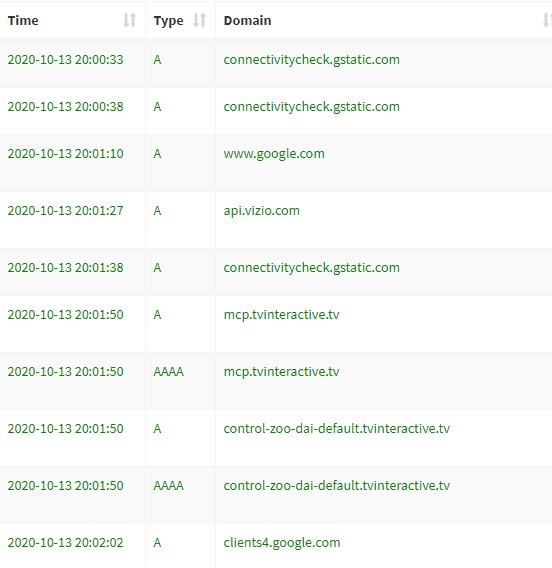 Time Type Domain
2020-10-13 20:00:33 A connectivitycheck.gstatic.com
2020-10-13 20:00:38 A connectivitycheck.gstatic.com
2020-10-13 20:01:10 A www.google.com
2020-10-13 20:01:27 A api.vizio.com
2020-10-13 20:01:38 A connectivitycheck.gstatic.com
2020-10-13 20:01:50 A mcp.tvinteractive.tv
2020-10-13 20:01:50 AAAA mcp.tvinteractive.tv
2020-10-13 20:01:50 A control-zoo-dai-default.tvinteractive.tv
2020-10-13 20:01:50 AAAA control-zoo-dai-default.tvinteractive.tv
2020-10-13 20:02:02 A clients4.google.com